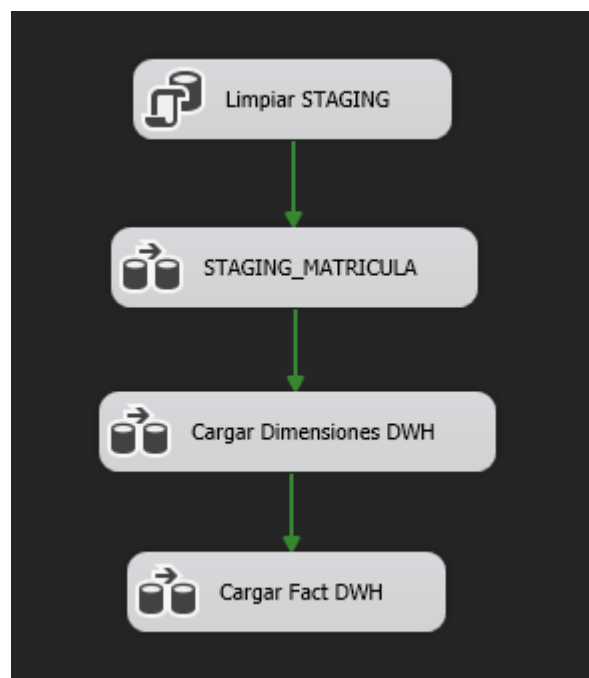 Limpiar STAGING
STAGING_MATRICULA
Cargar Dimensiones DWH
Cargar Fact DWH